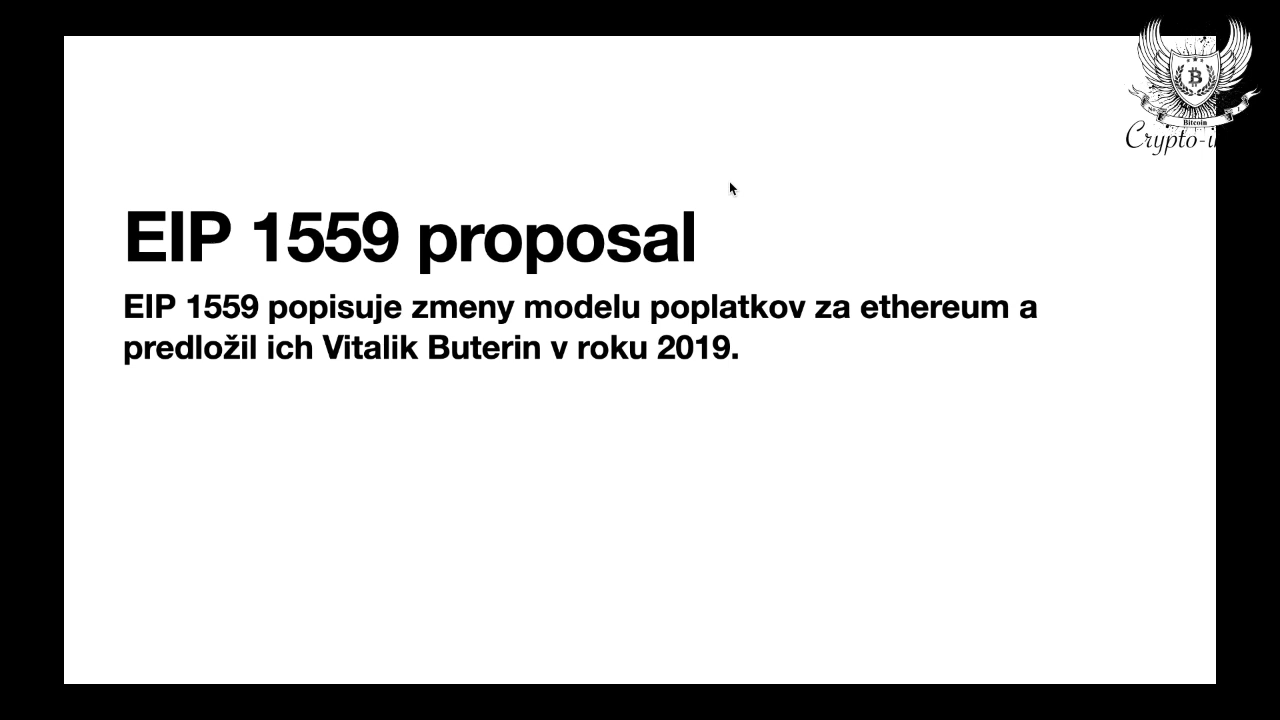 Bitcoin
EIP 1559 proposal
EIP 1559 popisuje zmeny modelu poplatkov za ethereum a
predložil ich Vitalik Buterin v roku 2019.